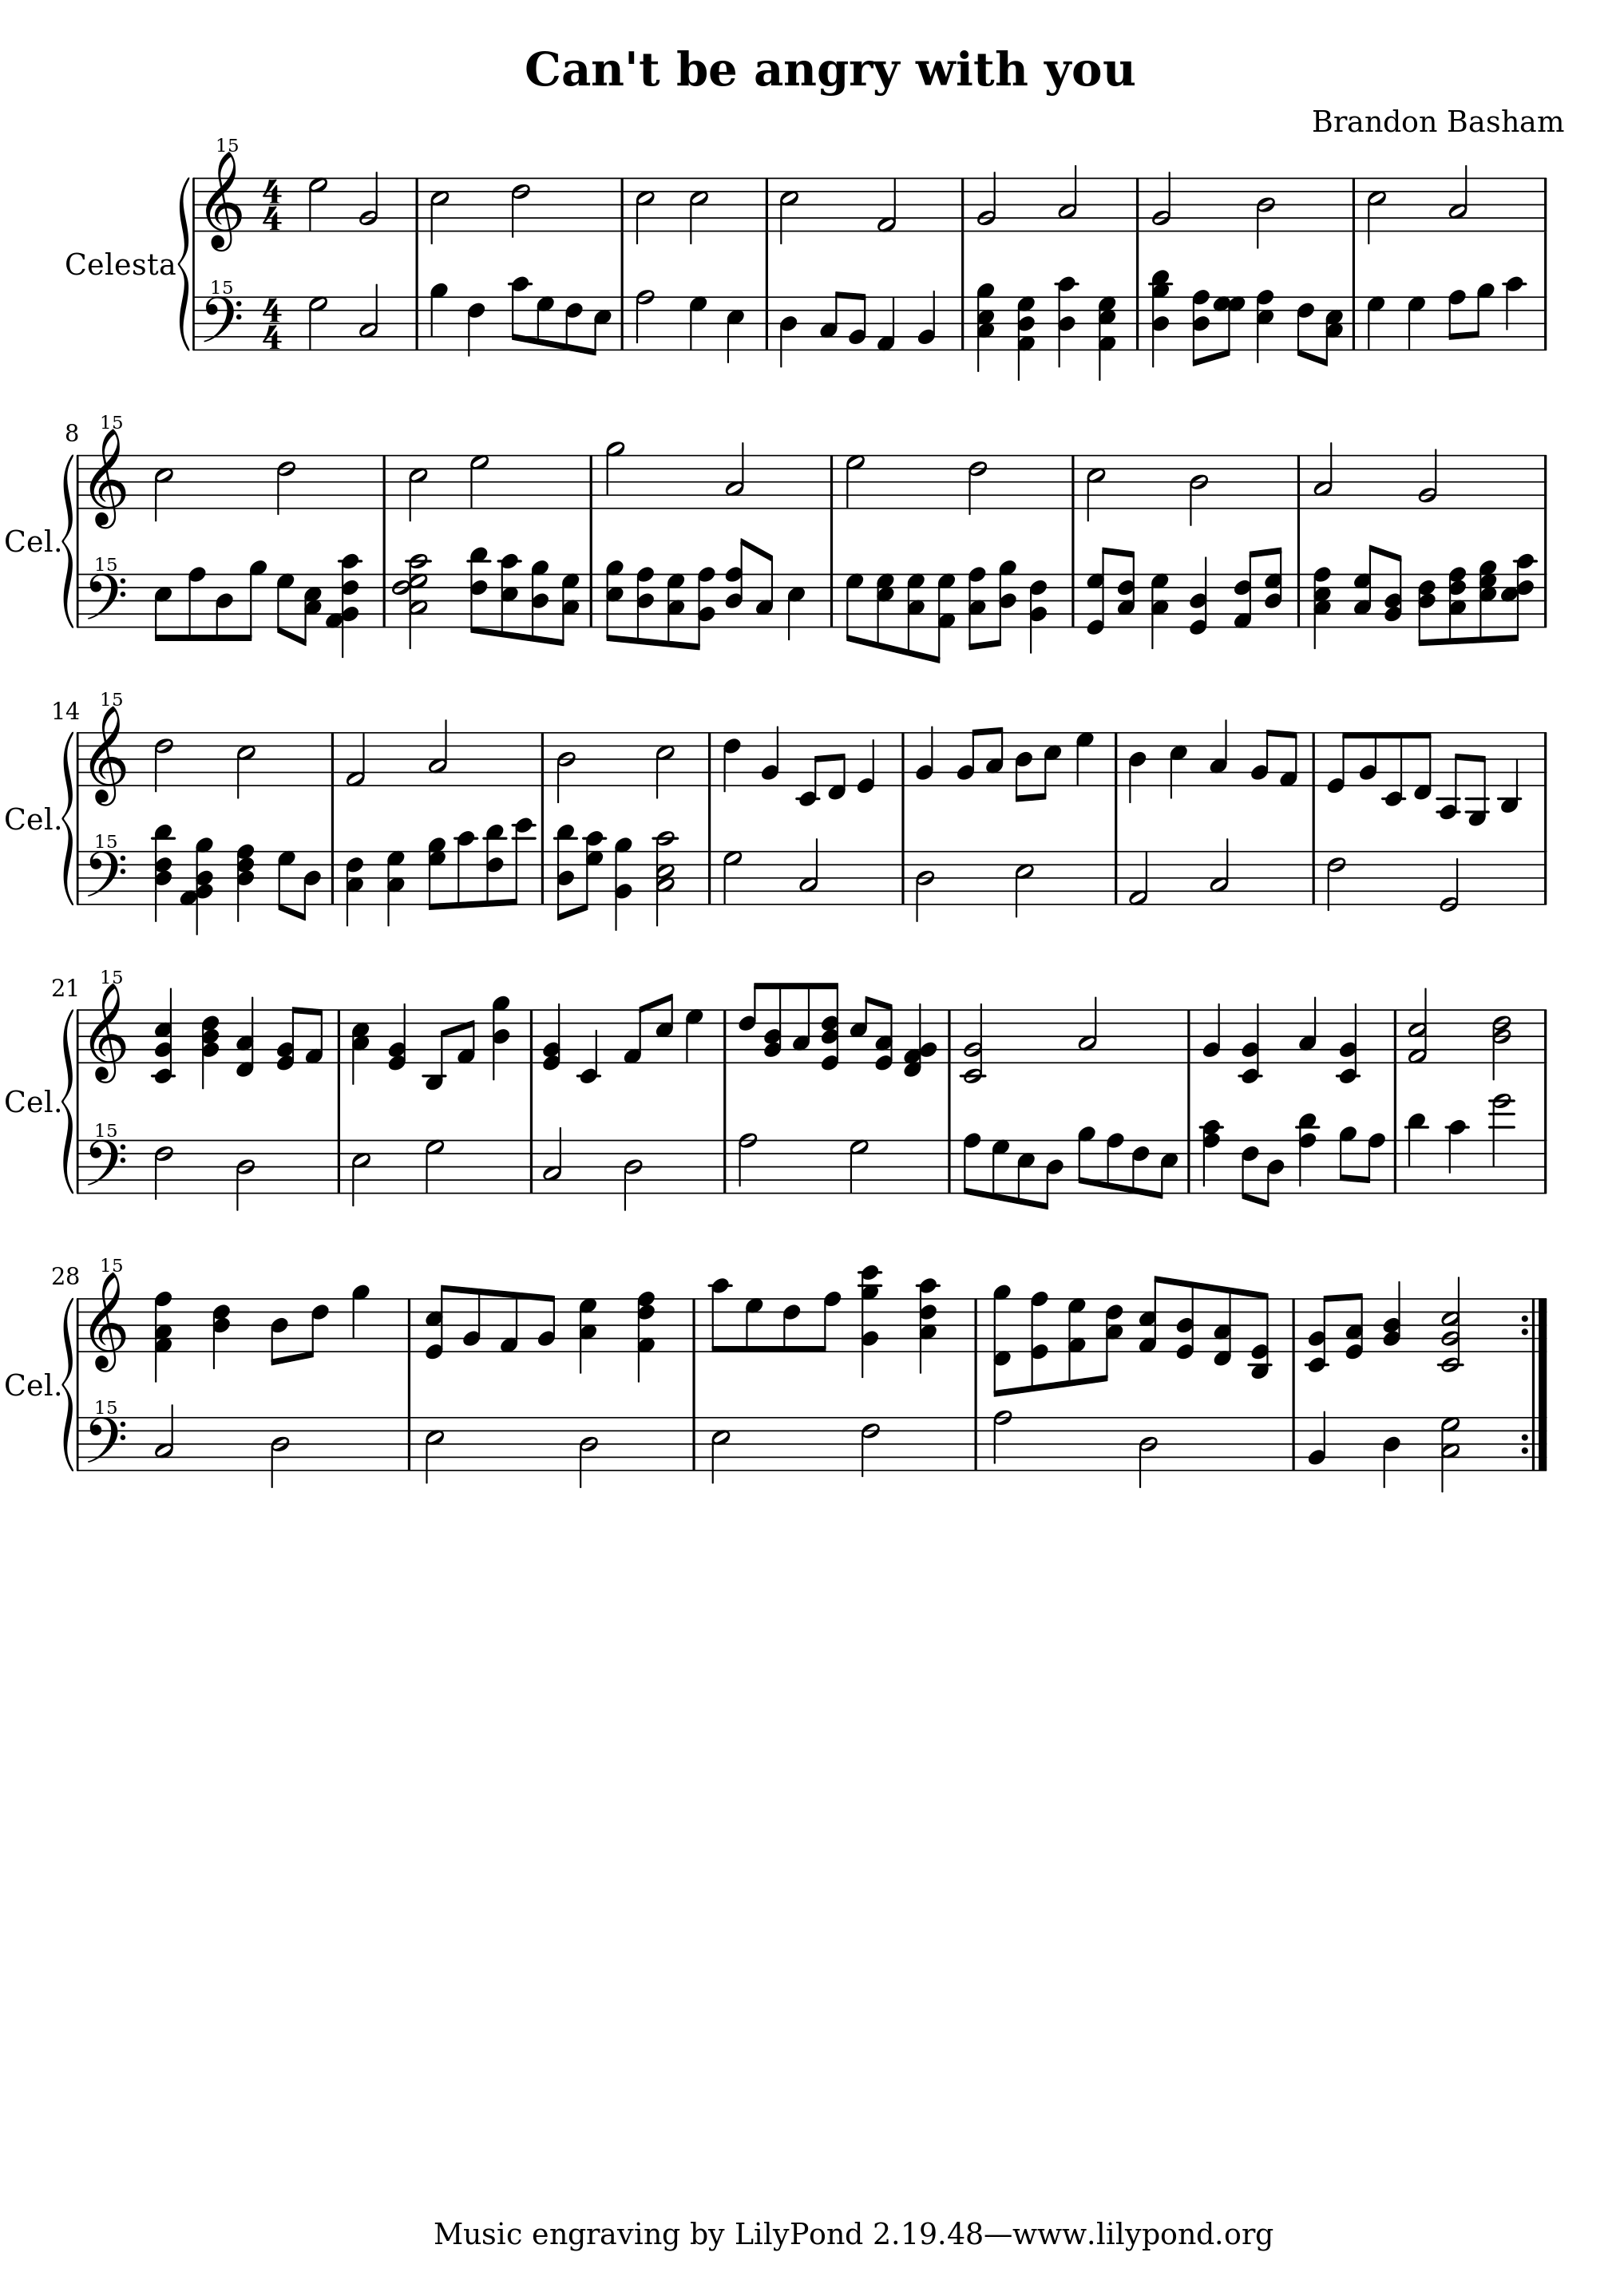 Can't be angry with you
Brandon Basham
15
4
4
Celesta
15
4
4
8
15
Cel.
15
14
15
Cel.
15
21
15
Cel.
15
28
15
Cel.
15
Music engraving by LilyPond 2.19.48—www.lilypond.org